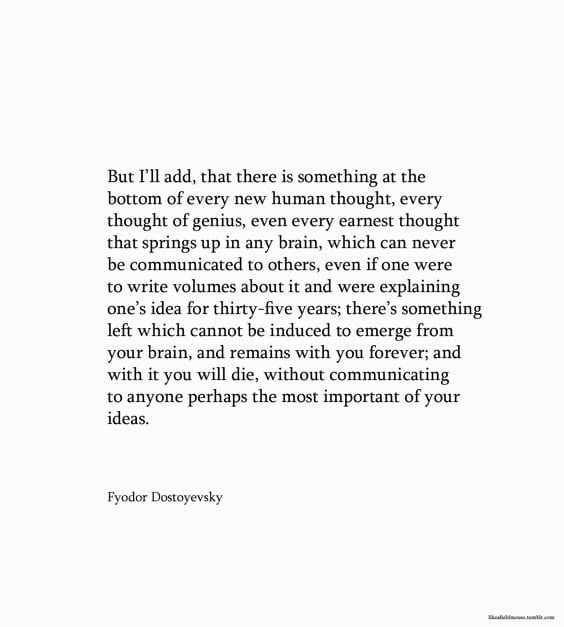 But I'll add, that there is something at the
bottom of every new human thought, every
thought of genius, even every earnest thought
that springs up in any brain, which can never
be communicated to others, even if one were
to write volumes about it and were explaining
one's idea for thirty-five years; there's something
left which cannot be induced to emerge from
your brain, and remains with you forever; and
with it you will die, without communicating
to anyone perhaps the most important of your
ideas.
Fyodor Dostoyevsky
likeafieldmouse.tumblr.com